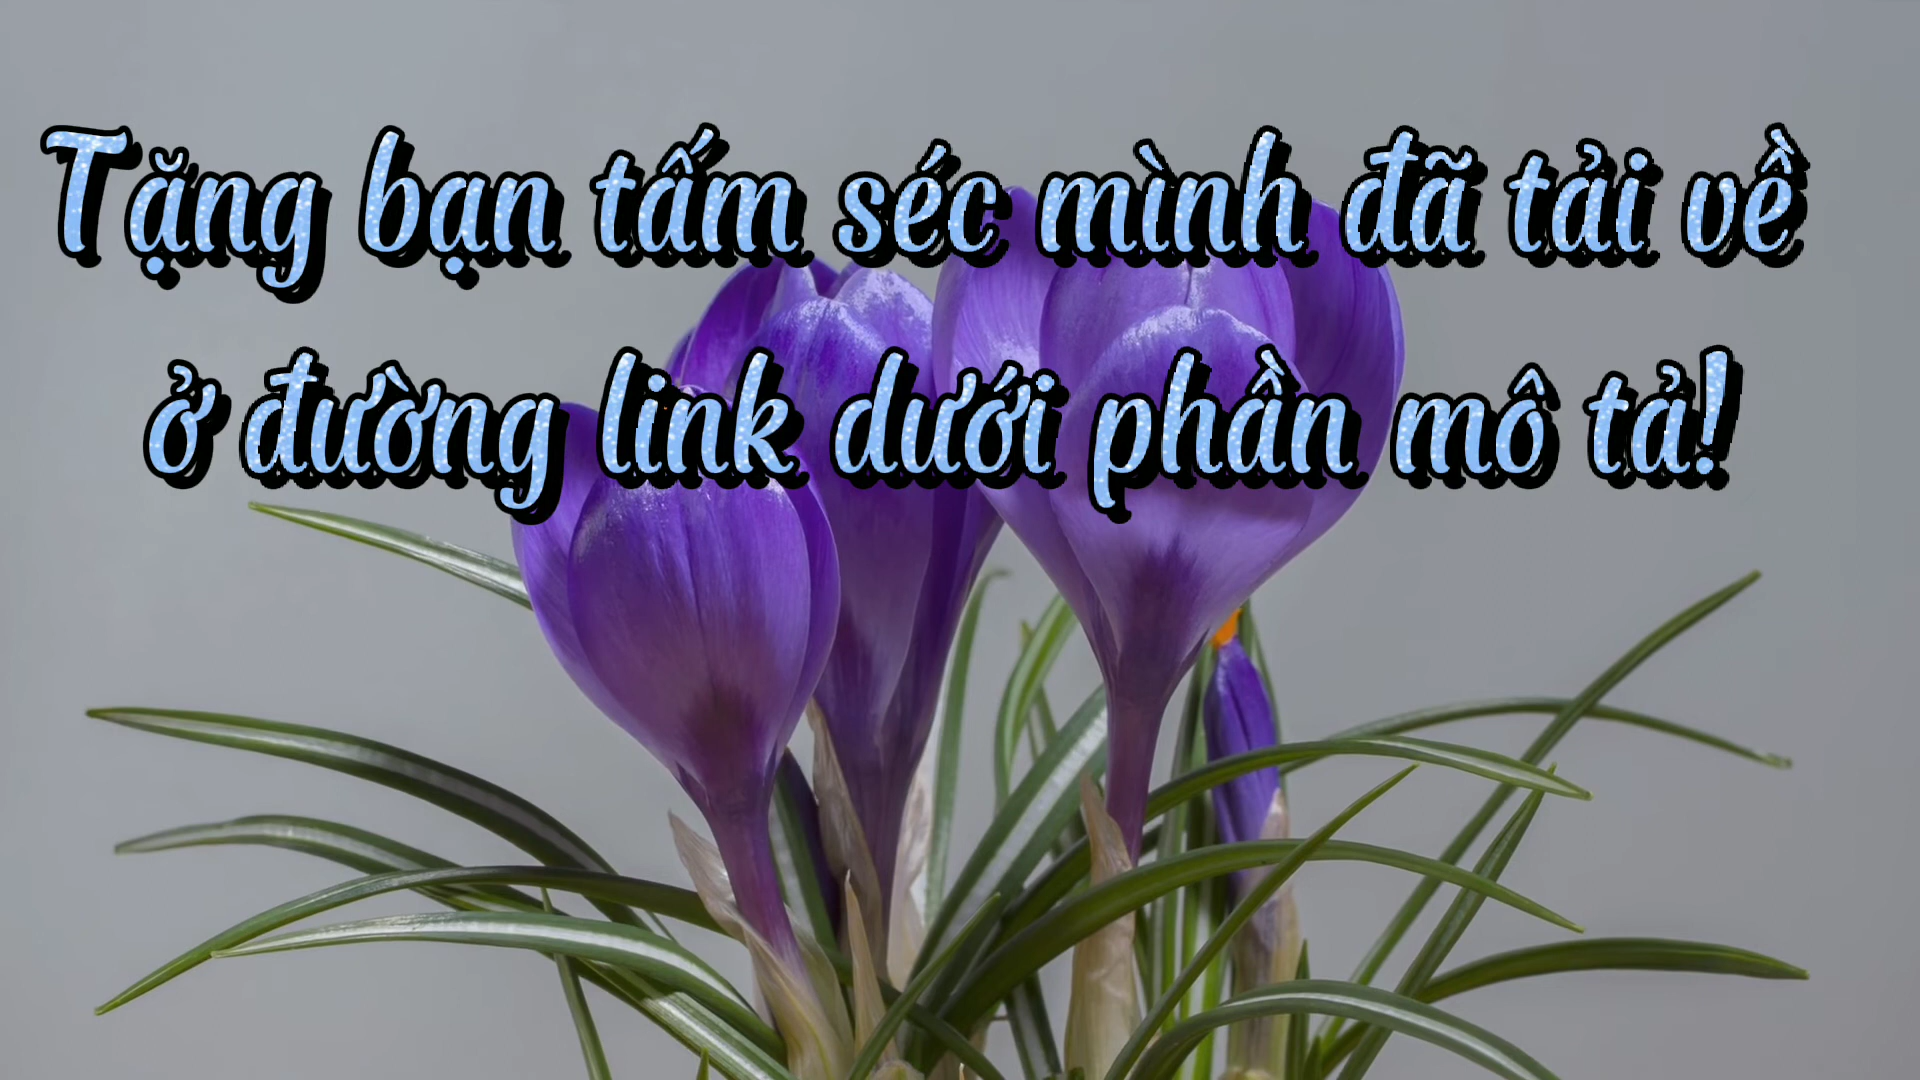 Tặng bạn tấm séc mình đã tải về
ở đường link dưới phần mô tả!